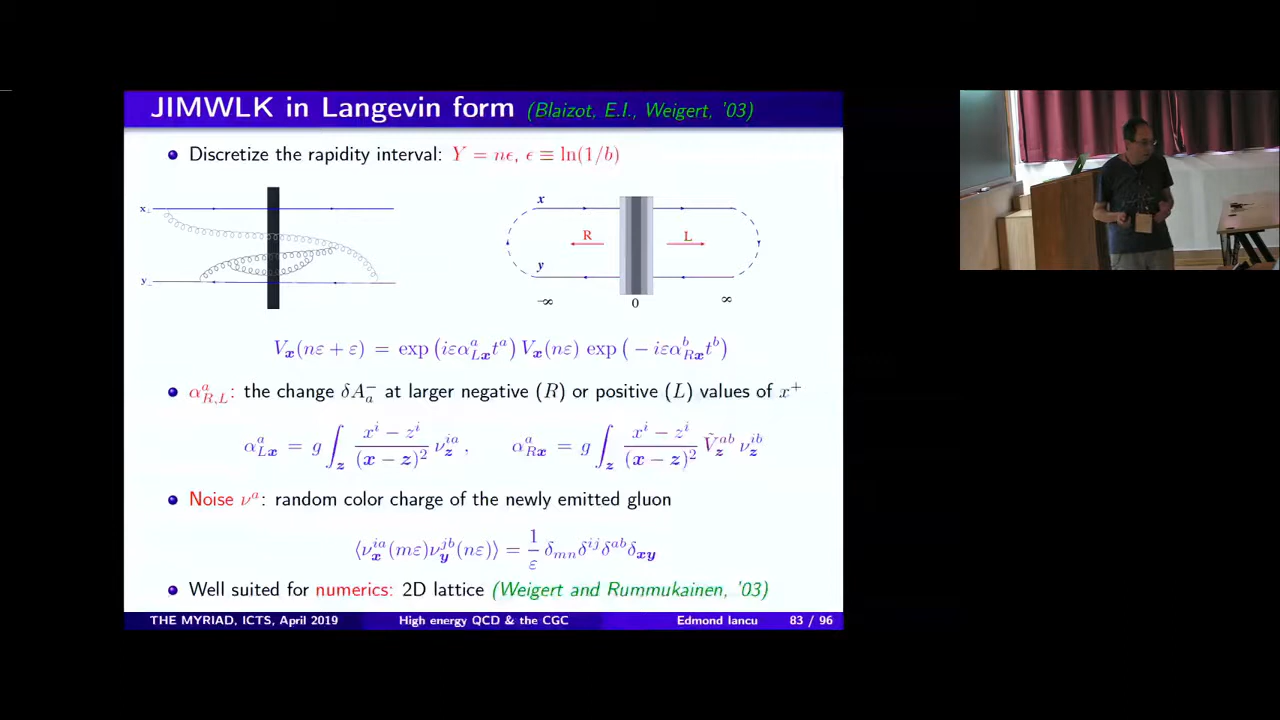 JIMWLK in Langevin form (Blaizot, E.I., Weigert, '03)
Discretize the rapidity interval: Y = nϵ, ϵ ≡ ln(1/b)
x⊥
y⊥
x
R
L
y
-∞
0
∞
Vₓ(nε + ε) = exp(iεα^a_{Lx} t^a) Vₓ(nε) exp(− iεα^b_{Rx} t^b)
α^a_{R,L}: the change δA^-_a at larger negative (R) or positive (L) values of x^+
α^a_{Lx} = g ∫_z (x^i − z^i)/(x − z)^2 ν^{ia}_z , α^a_{Rx} = g ∫_z (x^i − z^i)/(x − z)^2 Ṽ^{ab}_z ν^{ib}_z
Noise ν^a: random color charge of the newly emitted gluon
⟨ν^{ia}_x(mε)ν^{jb}_y(nε)⟩ = 1/ε δ_{mn}δ^{ij}δ^{ab}δ_{xy}
Well suited for numerics: 2D lattice (Weigert and Rummukainen, '03)
THE MYRIAD, ICTS, April 2019 High energy QCD & the CGC Edmond Iancu 83 / 96